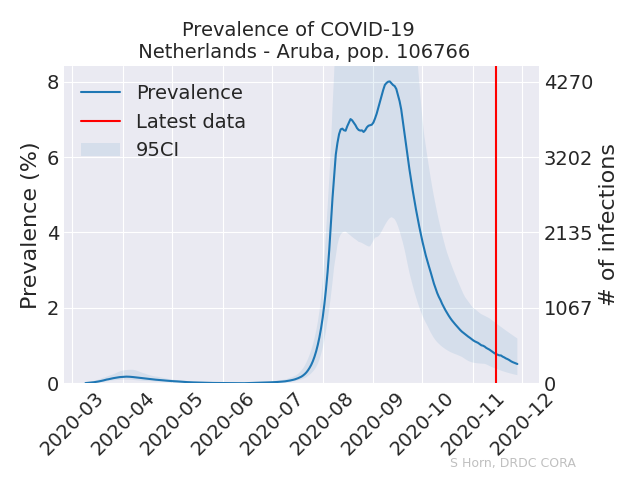 Prevalence of COVID-19
Netherlands - Aruba, pop. 106766
Prevalence (%)
8
6
4
2
0
Prevalence
Latest data
95CI
4270
3202
2135
1067
0
# of infections
2020-03
2020-04
2020-05
2020-06
2020-07
2020-08
2020-09
2020-10
2020-11
2020-12
S Horn, DRDC CORA